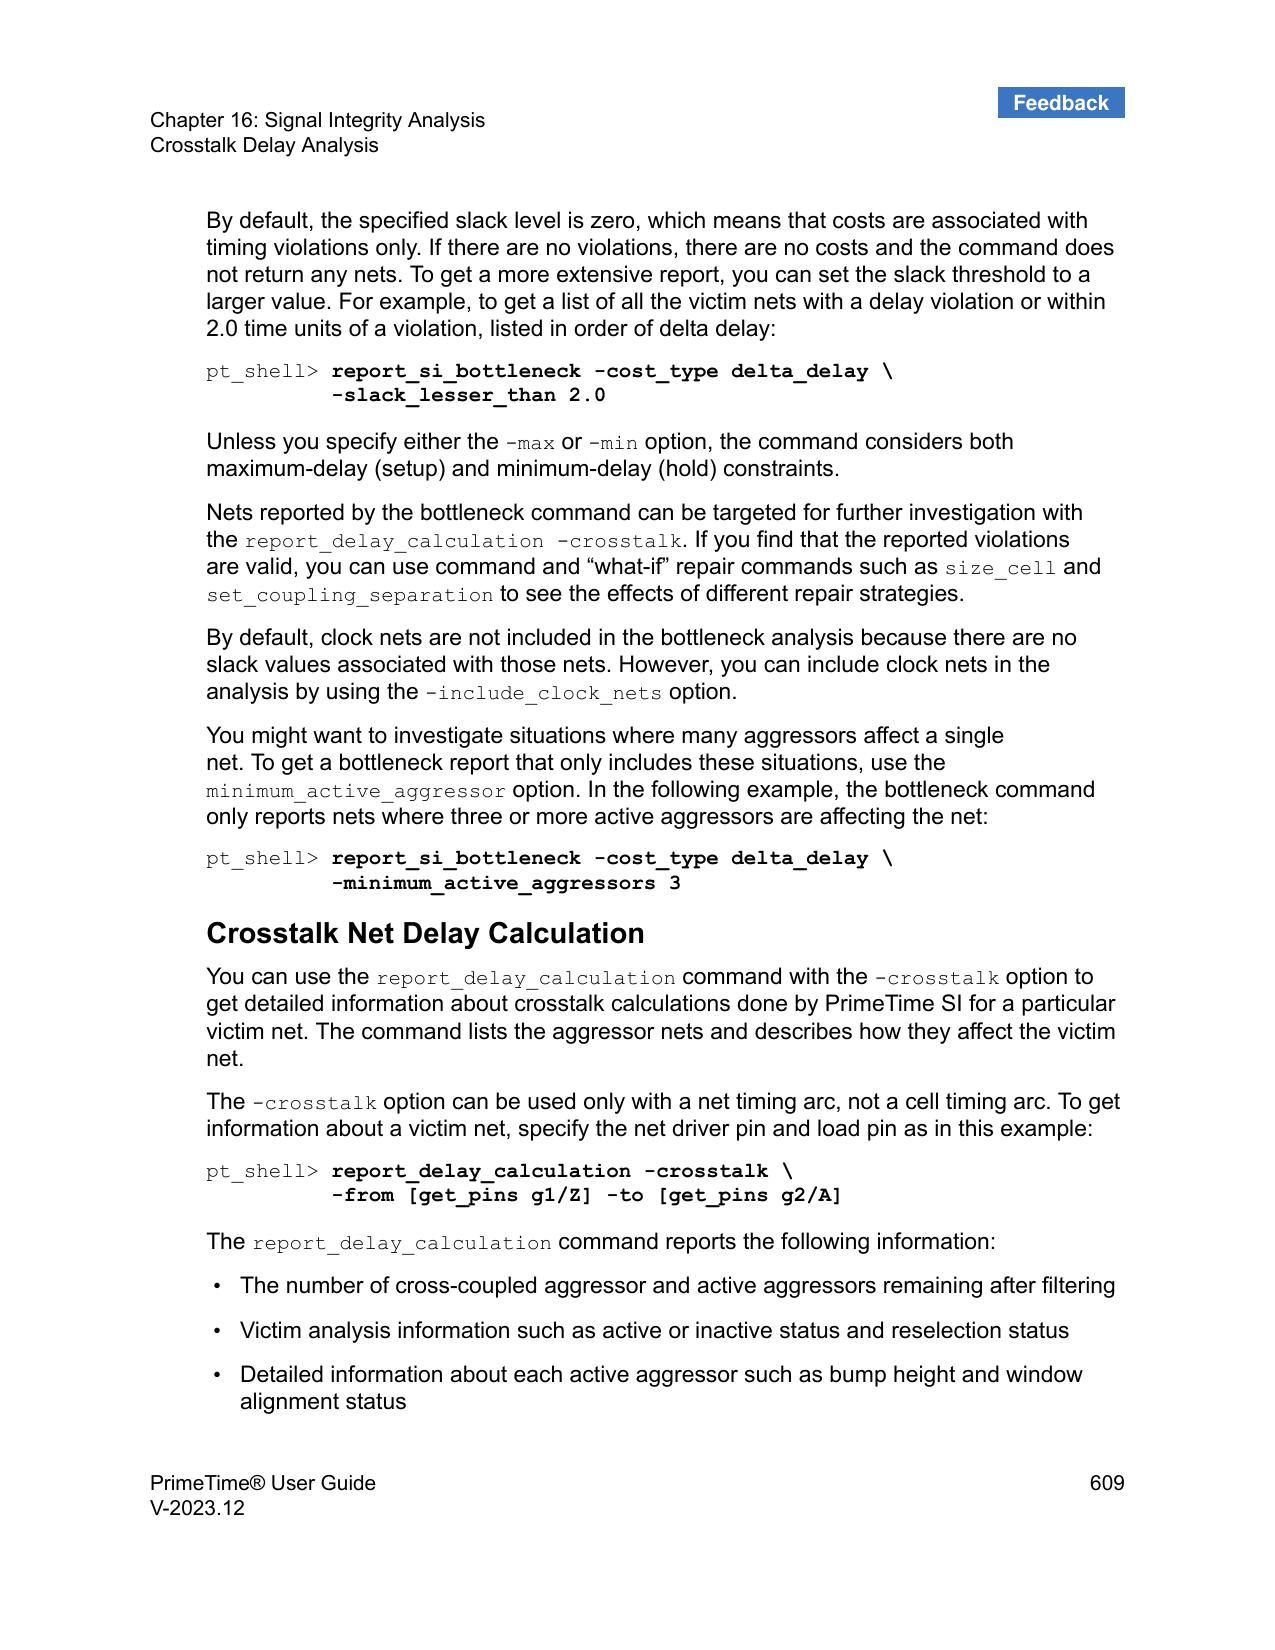 Feedback
Chapter 16: Signal Integrity Analysis
Crosstalk Delay Analysis
By default, the specified slack level is zero, which means that costs are associated with
timing violations only. If there are no violations, there are no costs and the command does
not return any nets. To get a more extensive report, you can set the slack threshold to a
larger value. For example, to get a list of all the victim nets with a delay violation or within
2.0 time units of a violation, listed in order of delta delay:
pt_shell> report_si_bottleneck -cost_type delta_delay \
-slack_lesser_than 2.0
Unless you specify either the -max or -min option, the command considers both
maximum-delay (setup) and minimum-delay (hold) constraints.
Nets reported by the bottleneck command can be targeted for further investigation with
the report_delay_calculation -crosstalk. If you find that the reported violations
are valid, you can use command and “what-if” repair commands such as size_cell and
set_coupling_separation to see the effects of different repair strategies.
By default, clock nets are not included in the bottleneck analysis because there are no
slack values associated with those nets. However, you can include clock nets in the
analysis by using the -include_clock_nets option.
You might want to investigate situations where many aggressors affect a single
net. To get a bottleneck report that only includes these situations, use the
minimum_active_aggressor option. In the following example, the bottleneck command
only reports nets where three or more active aggressors are affecting the net:
pt_shell> report_si_bottleneck -cost_type delta_delay \
-minimum_active_aggressors 3
Crosstalk Net Delay Calculation
You can use the report_delay_calculation command with the -crosstalk option to
get detailed information about crosstalk calculations done by PrimeTime SI for a particular
victim net. The command lists the aggressor nets and describes how they affect the victim
net.
The -crosstalk option can be used only with a net timing arc, not a cell timing arc. To get
information about a victim net, specify the net driver pin and load pin as in this example:
pt_shell> report_delay_calculation -crosstalk \
-from [get_pins g1/Z] -to [get_pins g2/A]
The report_delay_calculation command reports the following information:
• The number of cross-coupled aggressor and active aggressors remaining after filtering
• Victim analysis information such as active or inactive status and reselection status
• Detailed information about each active aggressor such as bump height and window
alignment status
PrimeTime® User Guide
609
V-2023.12